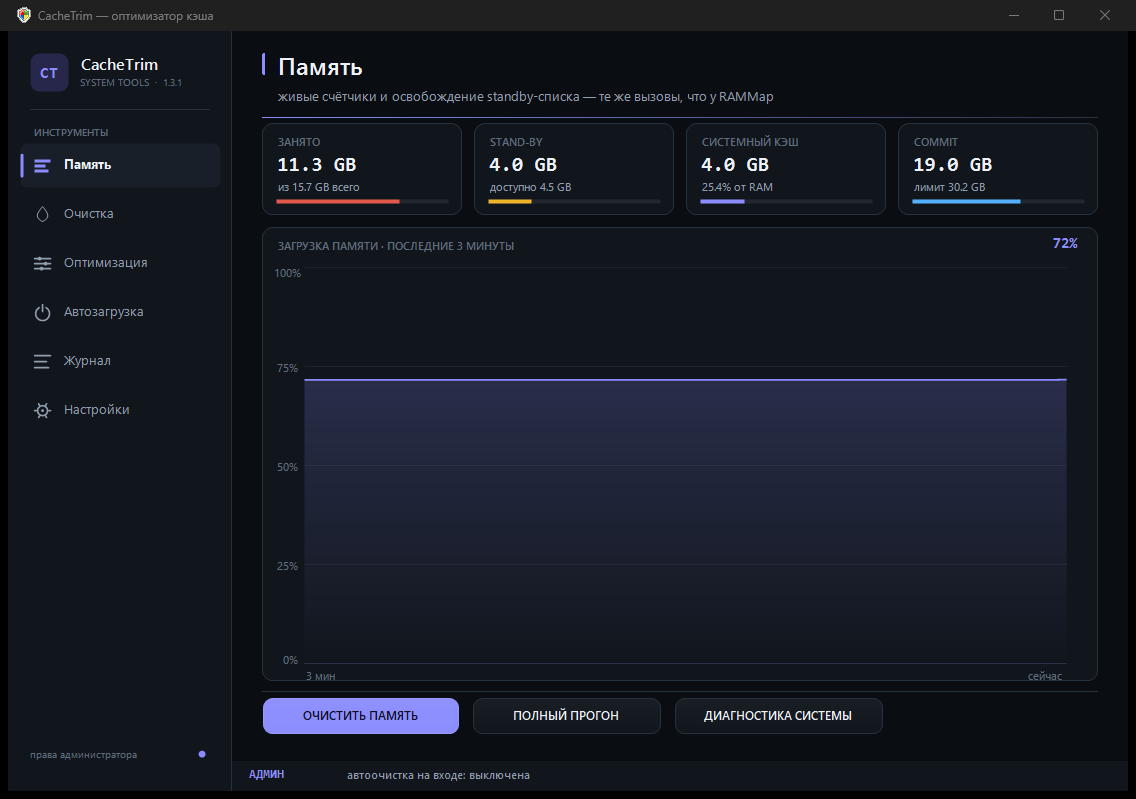 CacheTrim — оптимизатор кэша
CT
CacheTrim
SYSTEM TOOLS · 1.3.1
ИНСТРУМЕНТЫ
Память
Очистка
Оптимизация
Автозагрузка
Журнал
Настройки
права администратора
Память
живые счётчики и освобождение standby-списка — те же вызовы, что у RAMMap
ЗАНЯТО
11.3 GB
из 15.7 GB всего
STAND-BY
4.0 GB
доступно 4.5 GB
СИСТЕМНЫЙ КЭШ
4.0 GB
25.4% от RAM
COMMIT
19.0 GB
лимит 30.2 GB
ЗАГРУЗКА ПАМЯТИ · ПОСЛЕДНИЕ 3 МИНУТЫ
72%
100%
75%
50%
25%
0%
3 мин
сейчас
ОЧИСТИТЬ ПАМЯТЬ
ПОЛНЫЙ ПРОГОН
ДИАГНОСТИКА СИСТЕМЫ
АДМИН
автоочистка на входе: выключена